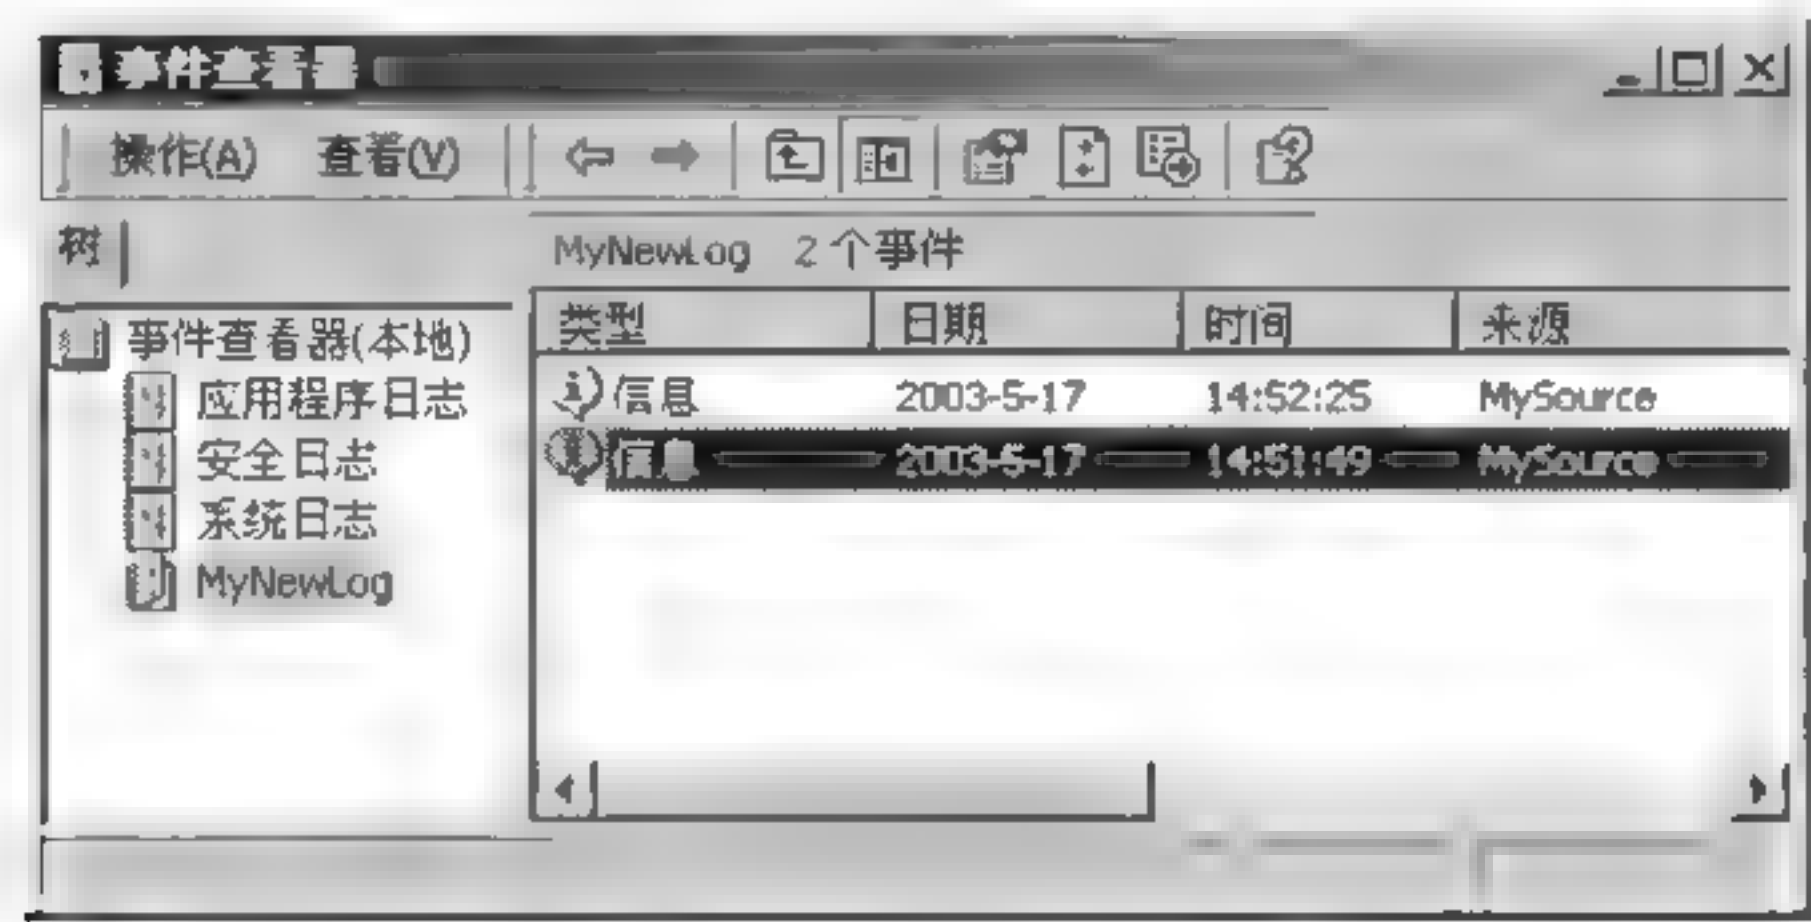 事件查看器
操作(A) 查看(V)
树
MyNewLog 2 个事件
类型 日期 时间 来源
事件查看器(本地)
应用程序日志
安全日志
系统日志
MyNewLog
信息 2003-5-17 14:52:25 MySource
信息 2003-5-17 14:51:49 MySource